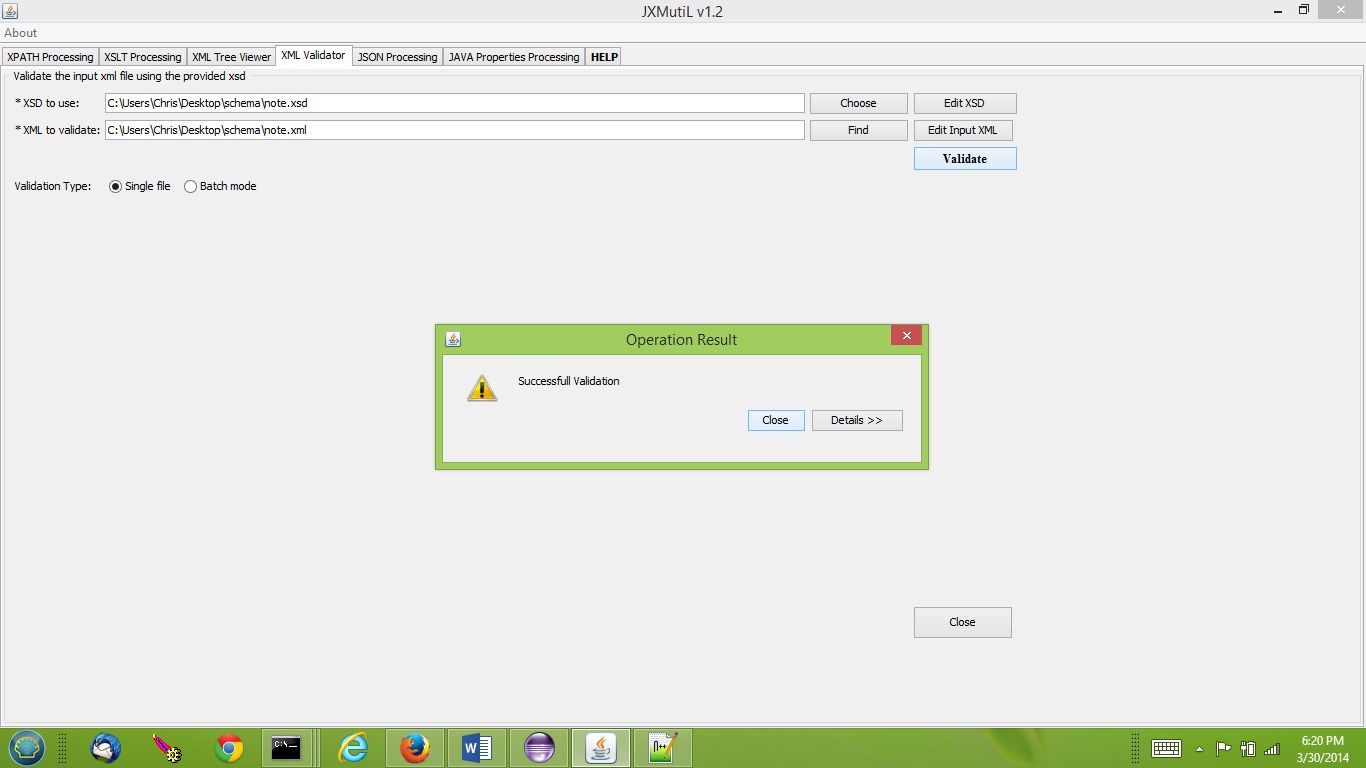 JXMutiL v1.2
About
XPATH Processing XSLT Processing XML Tree Viewer XML Validator JSON Processing JAVA Properties Processing HELP
Validate the input xml file using the provided xsd
* XSD to use: C:\Users\Chris\Desktop\schema\note.xsd Choose Edit XSD
* XML to validate: C:\Users\Chris\Desktop\schema\note.xml Find Edit Input XML
Validate
Validation Type: Single file Batch mode
Operation Result
Successfull Validation
Close Details >>
Close
C:\
N++
6:20 PM
3/30/2014